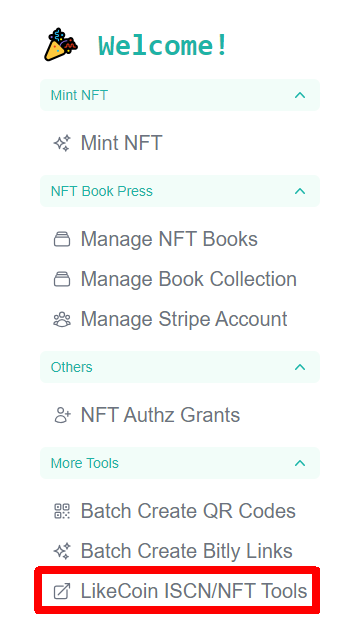 Welcome!
Mint NFT
Mint NFT
NFT Book Press
Manage NFT Books
Manage Book Collection
Manage Stripe Account
Others
NFT Authz Grants
More Tools
Batch Create QR Codes
Batch Create Bitly Links
LikeCoin ISCN/NFT Tools